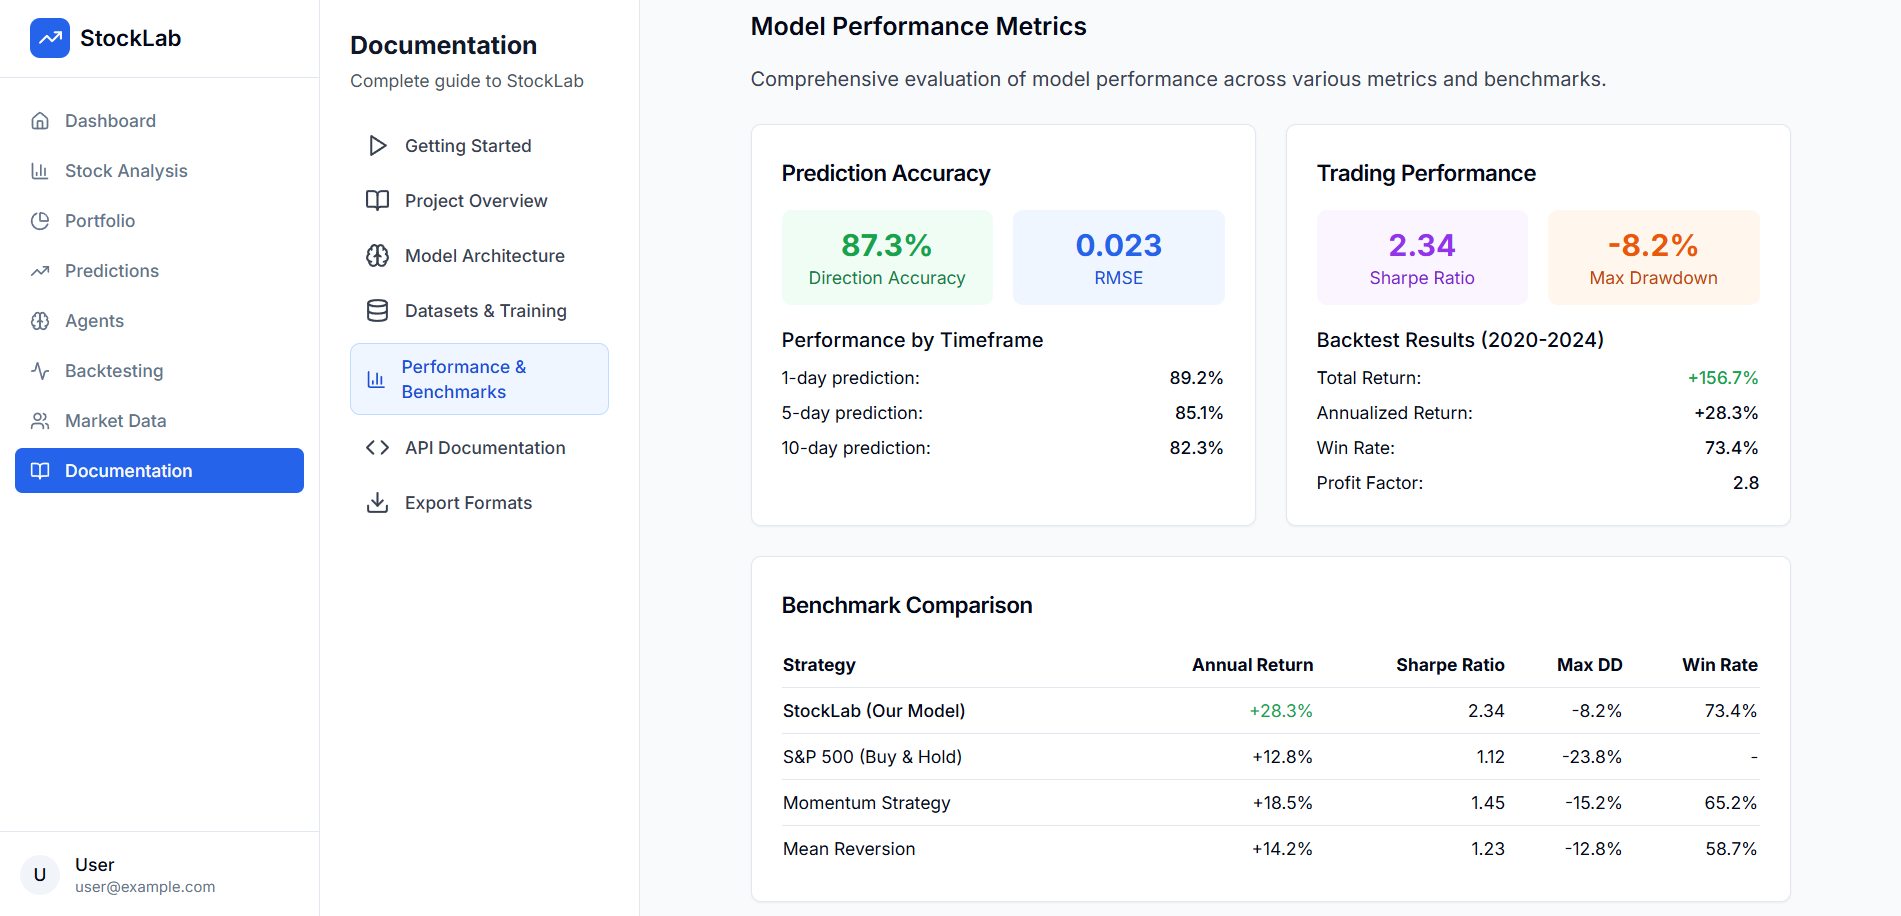 StockLab
Dashboard
Stock Analysis
Portfolio
Predictions
Agents
Backtesting
Market Data
Documentation
U
User
user@example.com
Documentation
Complete guide to StockLab
Getting Started
Project Overview
Model Architecture
Datasets & Training
Performance &
Benchmarks
API Documentation
Export Formats
Model Performance Metrics
Comprehensive evaluation of model performance across various metrics and benchmarks.
Prediction Accuracy
87.3%
Direction Accuracy
0.023
RMSE
Performance by Timeframe
1-day prediction: 89.2%
5-day prediction: 85.1%
10-day prediction: 82.3%
Trading Performance
2.34
Sharpe Ratio
-8.2%
Max Drawdown
Backtest Results (2020-2024)
Total Return: +156.7%
Annualized Return: +28.3%
Win Rate: 73.4%
Profit Factor: 2.8
Benchmark Comparison
Strategy Annual Return Sharpe Ratio Max DD Win Rate
StockLab (Our Model) +28.3% 2.34 -8.2% 73.4%
S&P 500 (Buy & Hold) +12.8% 1.12 -23.8% -
Momentum Strategy +18.5% 1.45 -15.2% 65.2%
Mean Reversion +14.2% 1.23 -12.8% 58.7%